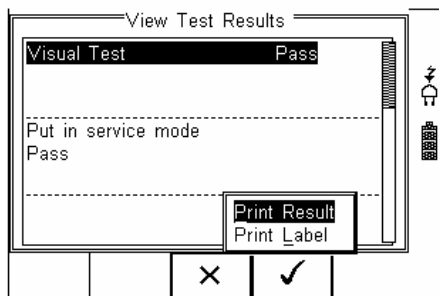 View Test Results
Visual Test Pass
Put in service mode
Pass
Print Result
Print Label